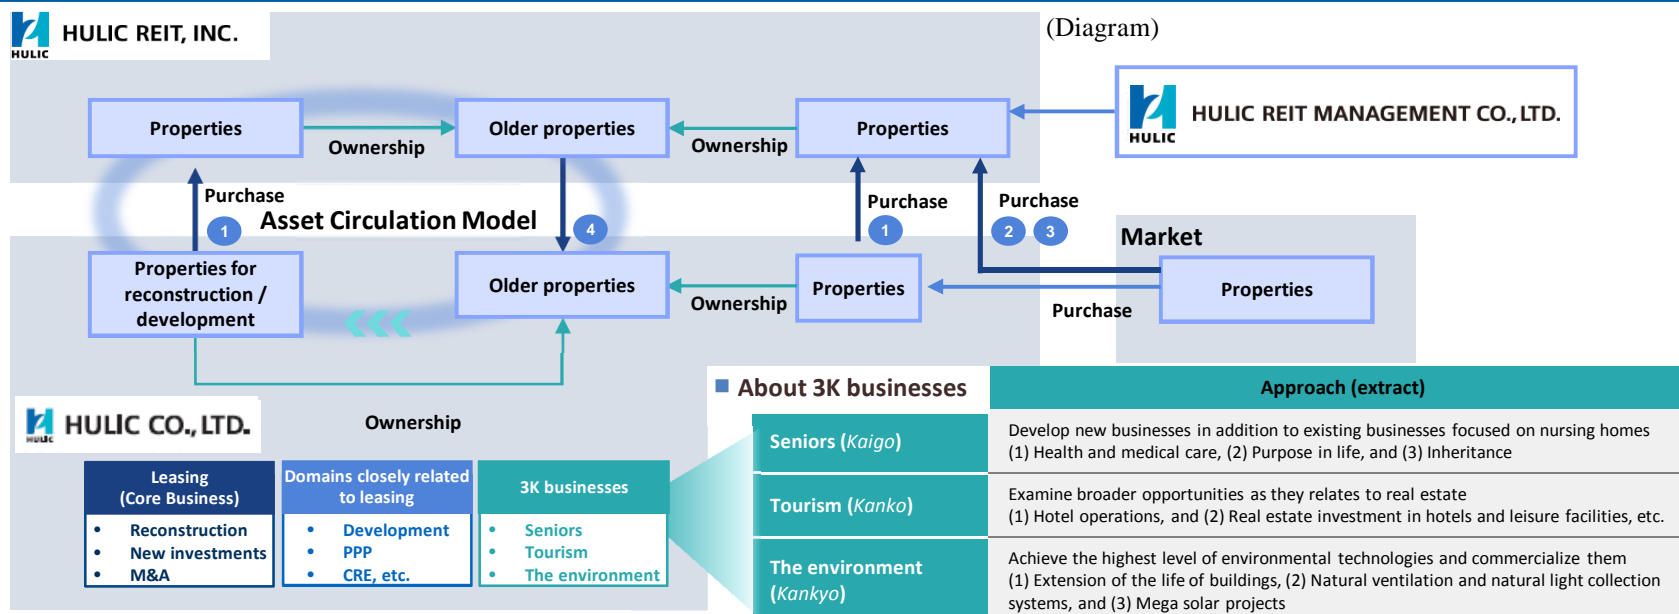 HULIC
HULIC REIT, INC.
(Diagram)
Properties
Ownership
Older properties
Ownership
Properties
HULIC
HULIC REIT MANAGEMENT CO., LTD.
Purchase
1
Asset Circulation Model
4
Purchase
1
Purchase
2 3
Market
Properties for
reconstruction /
development
Older properties
Ownership
Properties
Purchase
Properties
HULIC
HULIC CO., LTD.
Ownership
Leasing
(Core Business)
• Reconstruction
• New investments
• M&A
Domains closely related
to leasing
• Development
• PPP
• CRE, etc.
3K businesses
• Seniors
• Tourism
• The environment
■ About 3K businesses
Approach (extract)
Seniors (Kaigo)
Develop new businesses in addition to existing businesses focused on nursing homes
(1) Health and medical care, (2) Purpose in life, and (3) Inheritance
Tourism (Kanko)
Examine broader opportunities as they relates to real estate
(1) Hotel operations, and (2) Real estate investment in hotels and leisure facilities, etc.
The environment
(Kankyo)
Achieve the highest level of environmental technologies and commercialize them
(1) Extension of the life of buildings, (2) Natural ventilation and natural light collection
systems, and (3) Mega solar projects